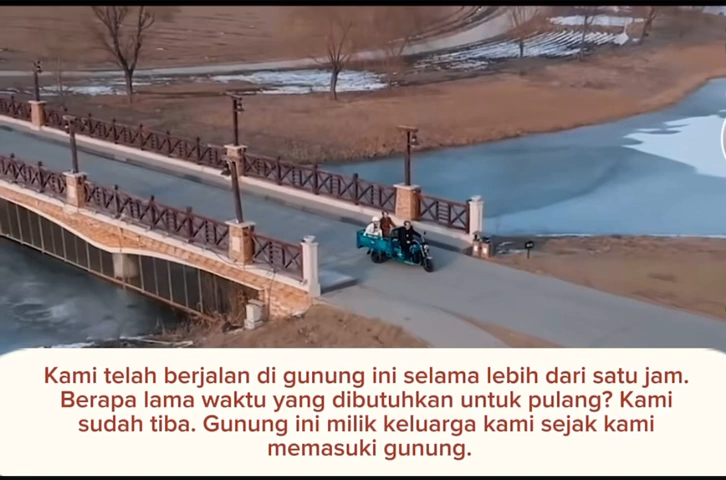 Kami telah berjalan di gunung ini selama lebih dari satu jam.
Berapa lama waktu yang dibutuhkan untuk pulang? Kami
sudah tiba. Gunung ini milik keluarga kami sejak kami
memasuki gunung.